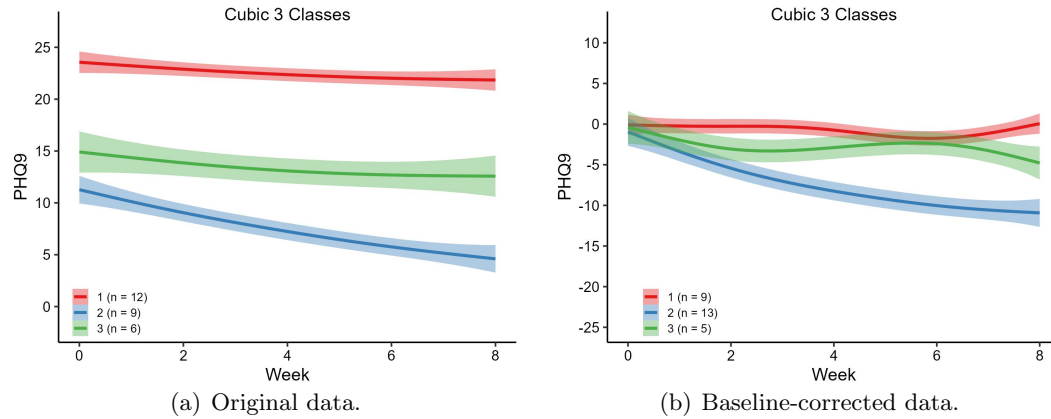 Cubic 3 Classes
25
20
15
10
5
0
PHQ9
1 (n = 12)
2 (n = 9)
3 (n = 6)
0 2 4 6 8
Week
(a) Original data.
Cubic 3 Classes
10
5
0
-5
-10
-15
-20
-25
PHQ9
1 (n = 9)
2 (n = 13)
3 (n = 5)
0 2 4 6 8
Week
(b) Baseline-corrected data.